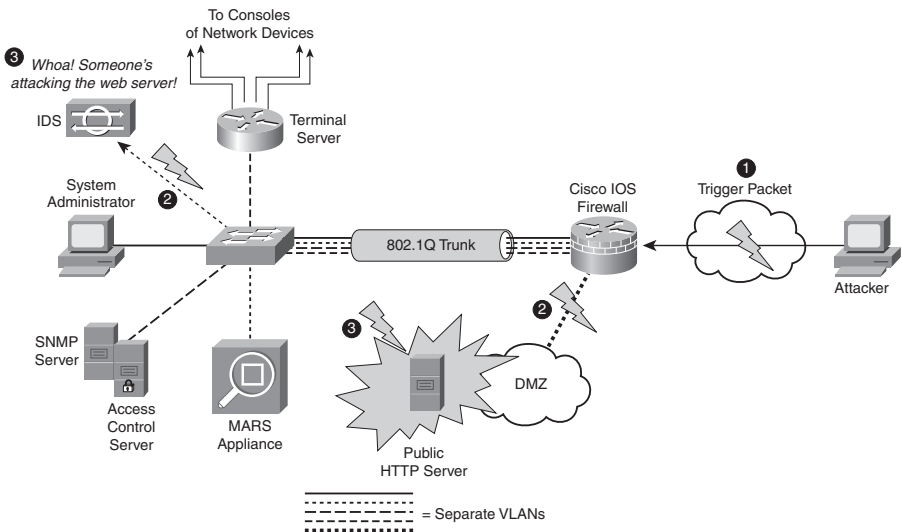 To Consoles
of Network Devices
3
Whoa! Someone's
attacking the web server!
IDS
Terminal
Server
2
System
Administrator
802.1Q Trunk
Cisco IOS
Firewall
1
Trigger Packet
Attacker
2
3
SNMP
Server
Access
Control
Server
MARS
Appliance
DMZ
Public
HTTP Server
= Separate VLANs